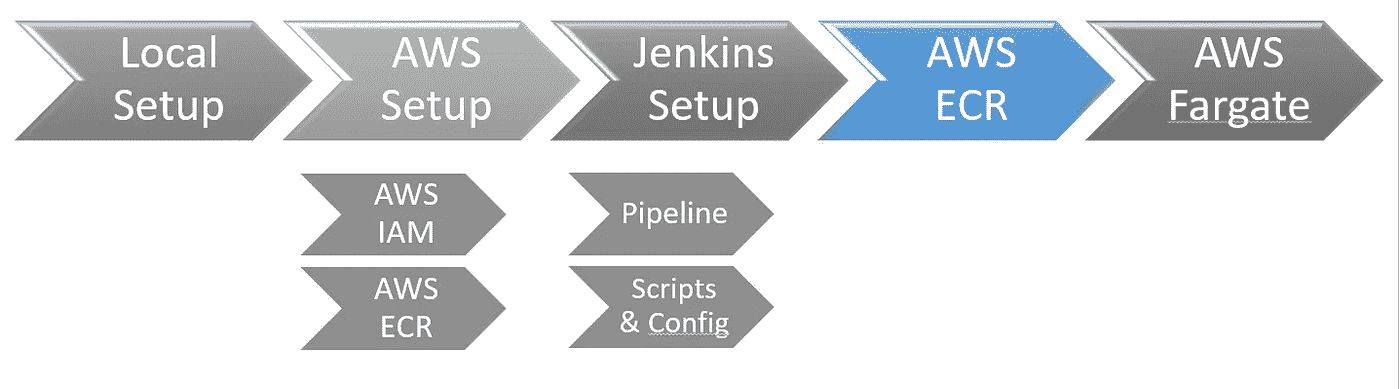 Local
Setup
AWS
Setup
Jenkins
Setup
AWS
ECR
AWS
Fargate
AWS
IAM
AWS
ECR
Pipeline
Scripts
& Config